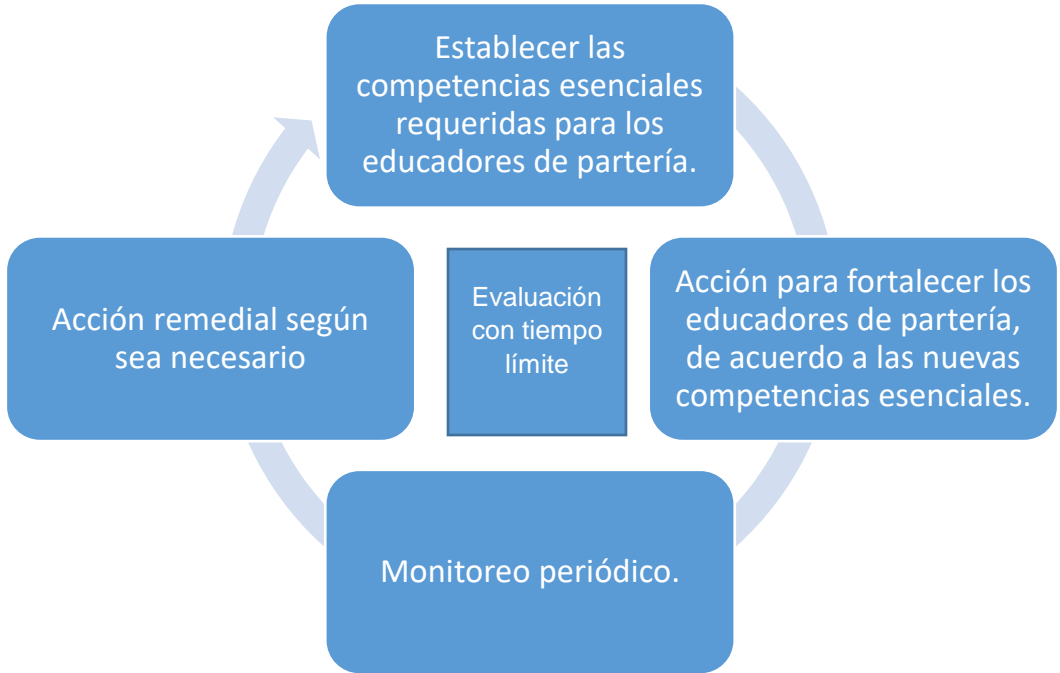 Establecer las
competencias esenciales
requeridas para los
educadores de partería.
Acción remedial según
sea necesario
Evaluación
con tiempo
límite
Acción para fortalecer los
educadores de partería,
de acuerdo a las nuevas
competencias esenciales.
Monitoreo periódico.